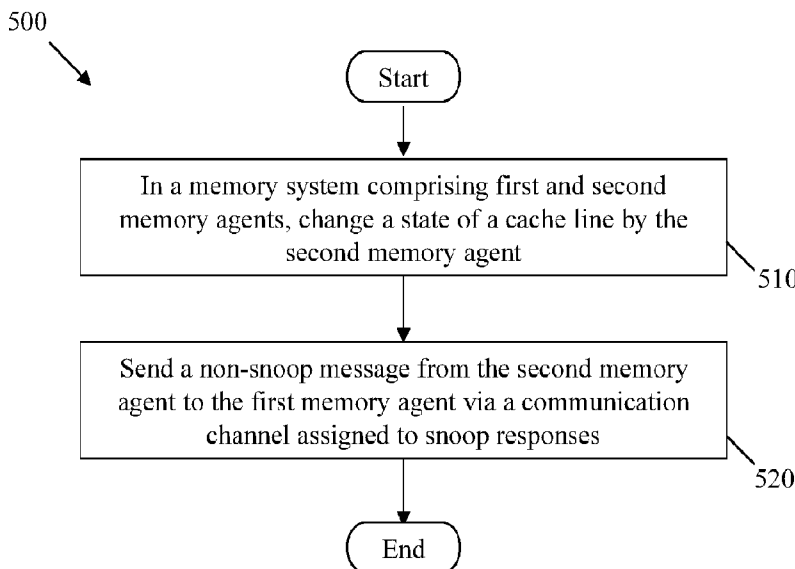 500
Start
In a memory system comprising first and second
memory agents, change a state of a cache line by the
second memory agent
510
Send a non-snoop message from the second memory
agent to the first memory agent via a communication
channel assigned to snoop responses
520
End